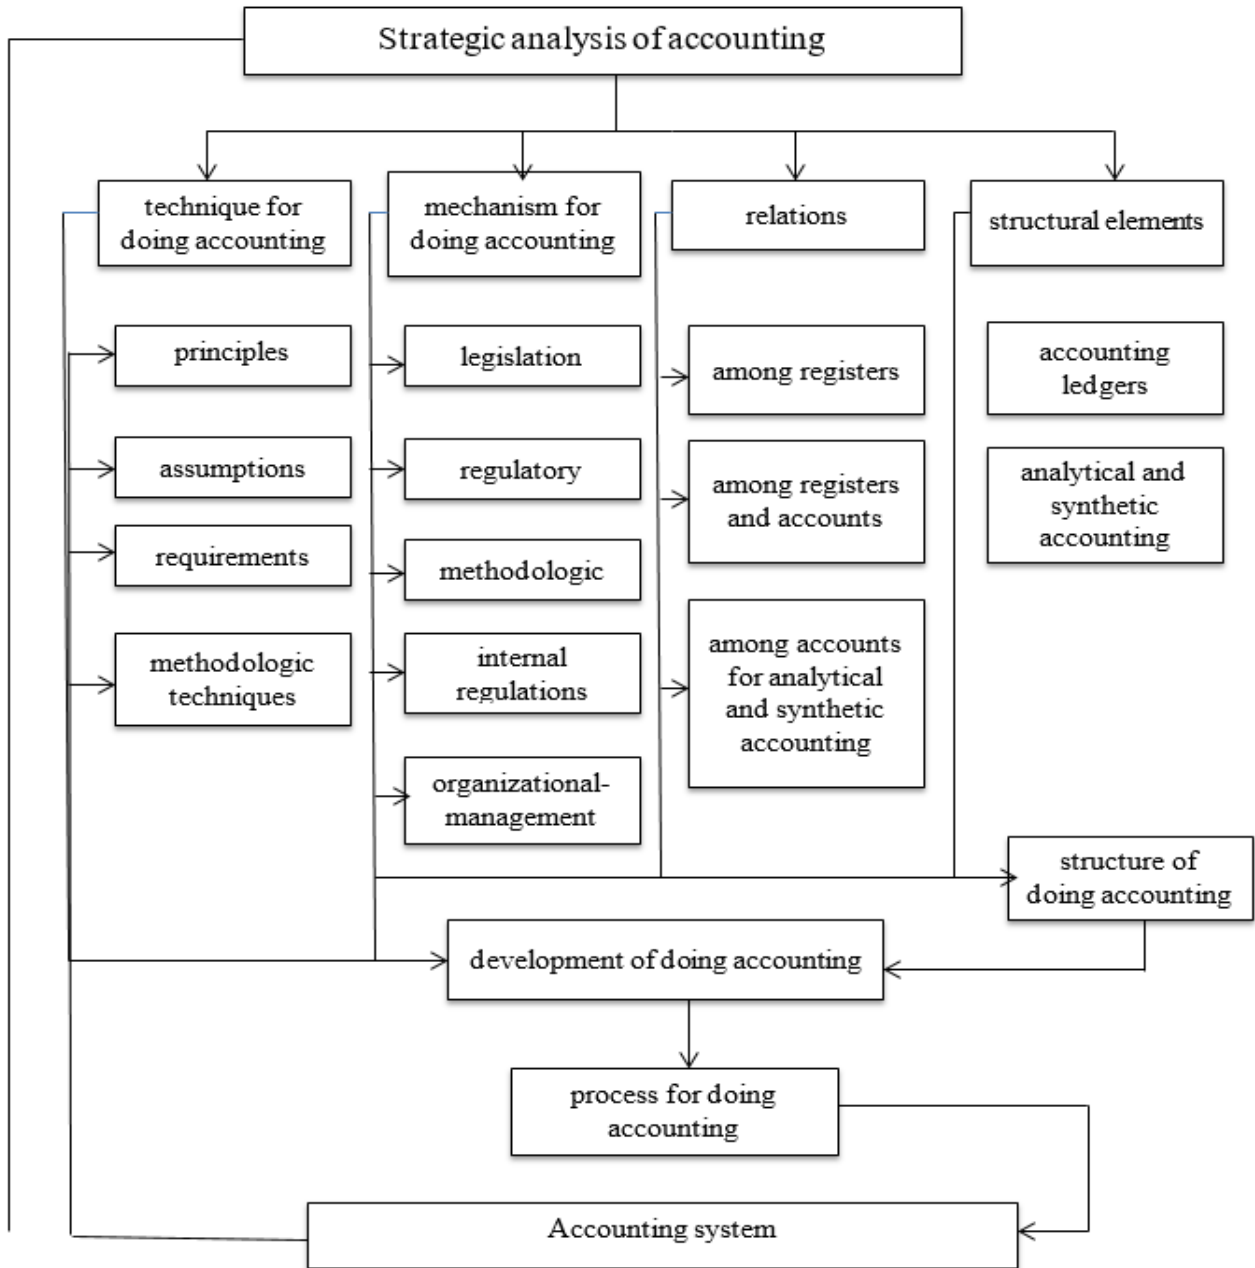 Strategic analysis of accounting
technique for
doing accounting
mechanism for
doing accounting
relations
structural elements
principles
assumptions
requirements
methodologic
techniques
legislation
regulatory
methodologic
internal
regulations
organizational-
management
among registers
among registers
and accounts
among accounts
for analytical
and synthetic
accounting
accounting
ledgers
analytical and
synthetic
accounting
structure of
doing accounting
development of doing accounting
process for doing
accounting
Accounting system